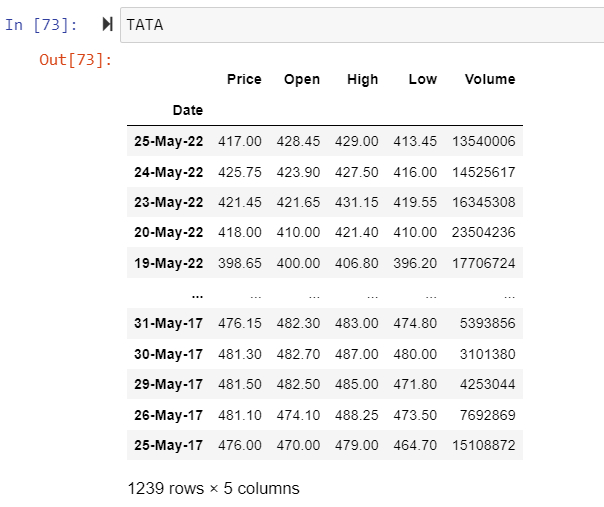 In [73]: TATA
Out[73]:
Price Open High Low Volume
Date
25-May-22 417.00 428.45 429.00 413.45 13540006
24-May-22 425.75 423.90 427.50 416.00 14525617
23-May-22 421.45 421.65 431.15 419.55 16345308
20-May-22 418.00 410.00 421.40 410.00 23504236
19-May-22 398.65 400.00 406.80 396.20 17706724
... ... ... ... ... ...
31-May-17 476.15 482.30 483.00 474.80 5393856
30-May-17 481.30 482.70 487.00 480.00 3101380
29-May-17 481.50 482.50 485.00 471.80 4253044
26-May-17 481.10 474.10 488.25 473.50 7692869
25-May-17 476.00 470.00 479.00 464.70 15108872
1239 rows × 5 columns